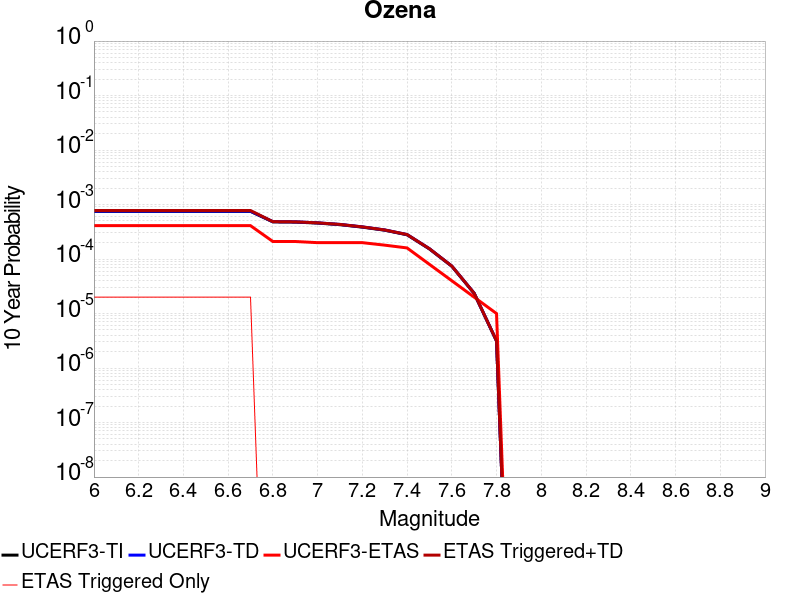 Ozena
10 0
10 -1
10 -2
10 -3
10 -4
10 -5
10 -6
10 -7
10 -8
10 Year Probability
6 6.2 6.4 6.6 6.8 7 7.2 7.4 7.6 7.8 8 8.2 8.4 8.6 8.8 9
Magnitude
UCERF3-TI UCERF3-TD UCERF3-ETAS ETAS Triggered+TD
ETAS Triggered Only